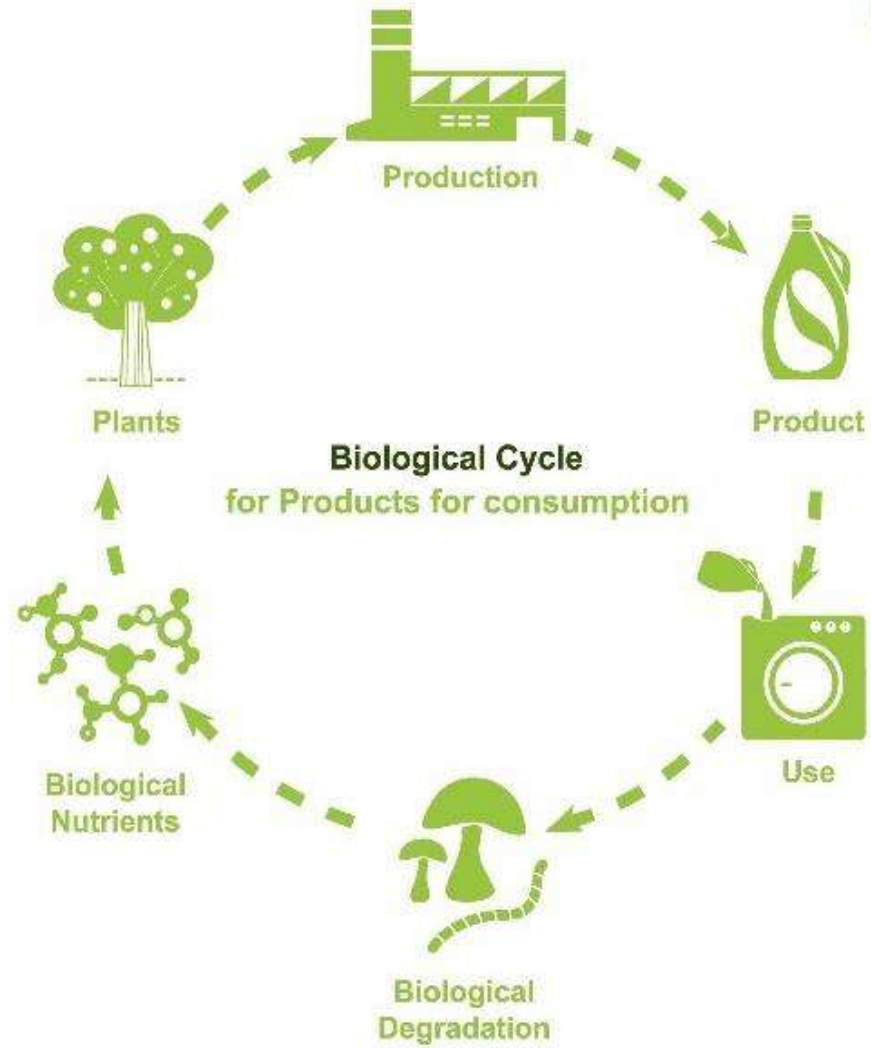 Production
Product
Use
Biological
Degradation
Biological
Nutrients
Plants
Biological Cycle
for Products for consumption